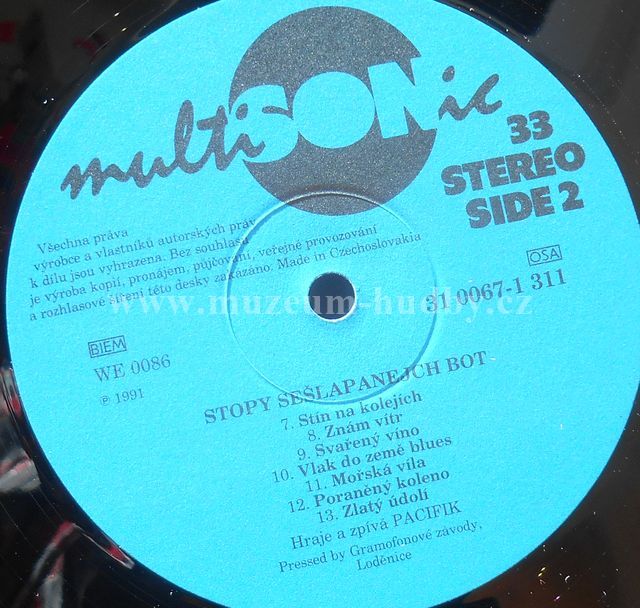 multisonic
33
STEREO
SIDE 2
Všechna práva
výrobce a vlastníků autorských práv
k dílu jsou vyhrazena. Bez souhlasu
je výroba kopií, pronájem, půjčování, veřejné provozování
a rozhlasové šíření této desky zakázáno. Made in Czechoslovakia
OSA
31 0067-1 311
www.muzeum-hudby.cz
BIEM
WE 0086
℗ 1991
STOPY SEŠLAPANEJCH BOT
7. Stín na kolejích
8. Znám vítr
9. Svařený víno
10. Vlak do země blues
11. Mořská víla
12. Poraněný koleno
13. Zlatý údolí
Hraje a zpívá PACIFIK
Pressed by Gramofonové závody,
Loděnice